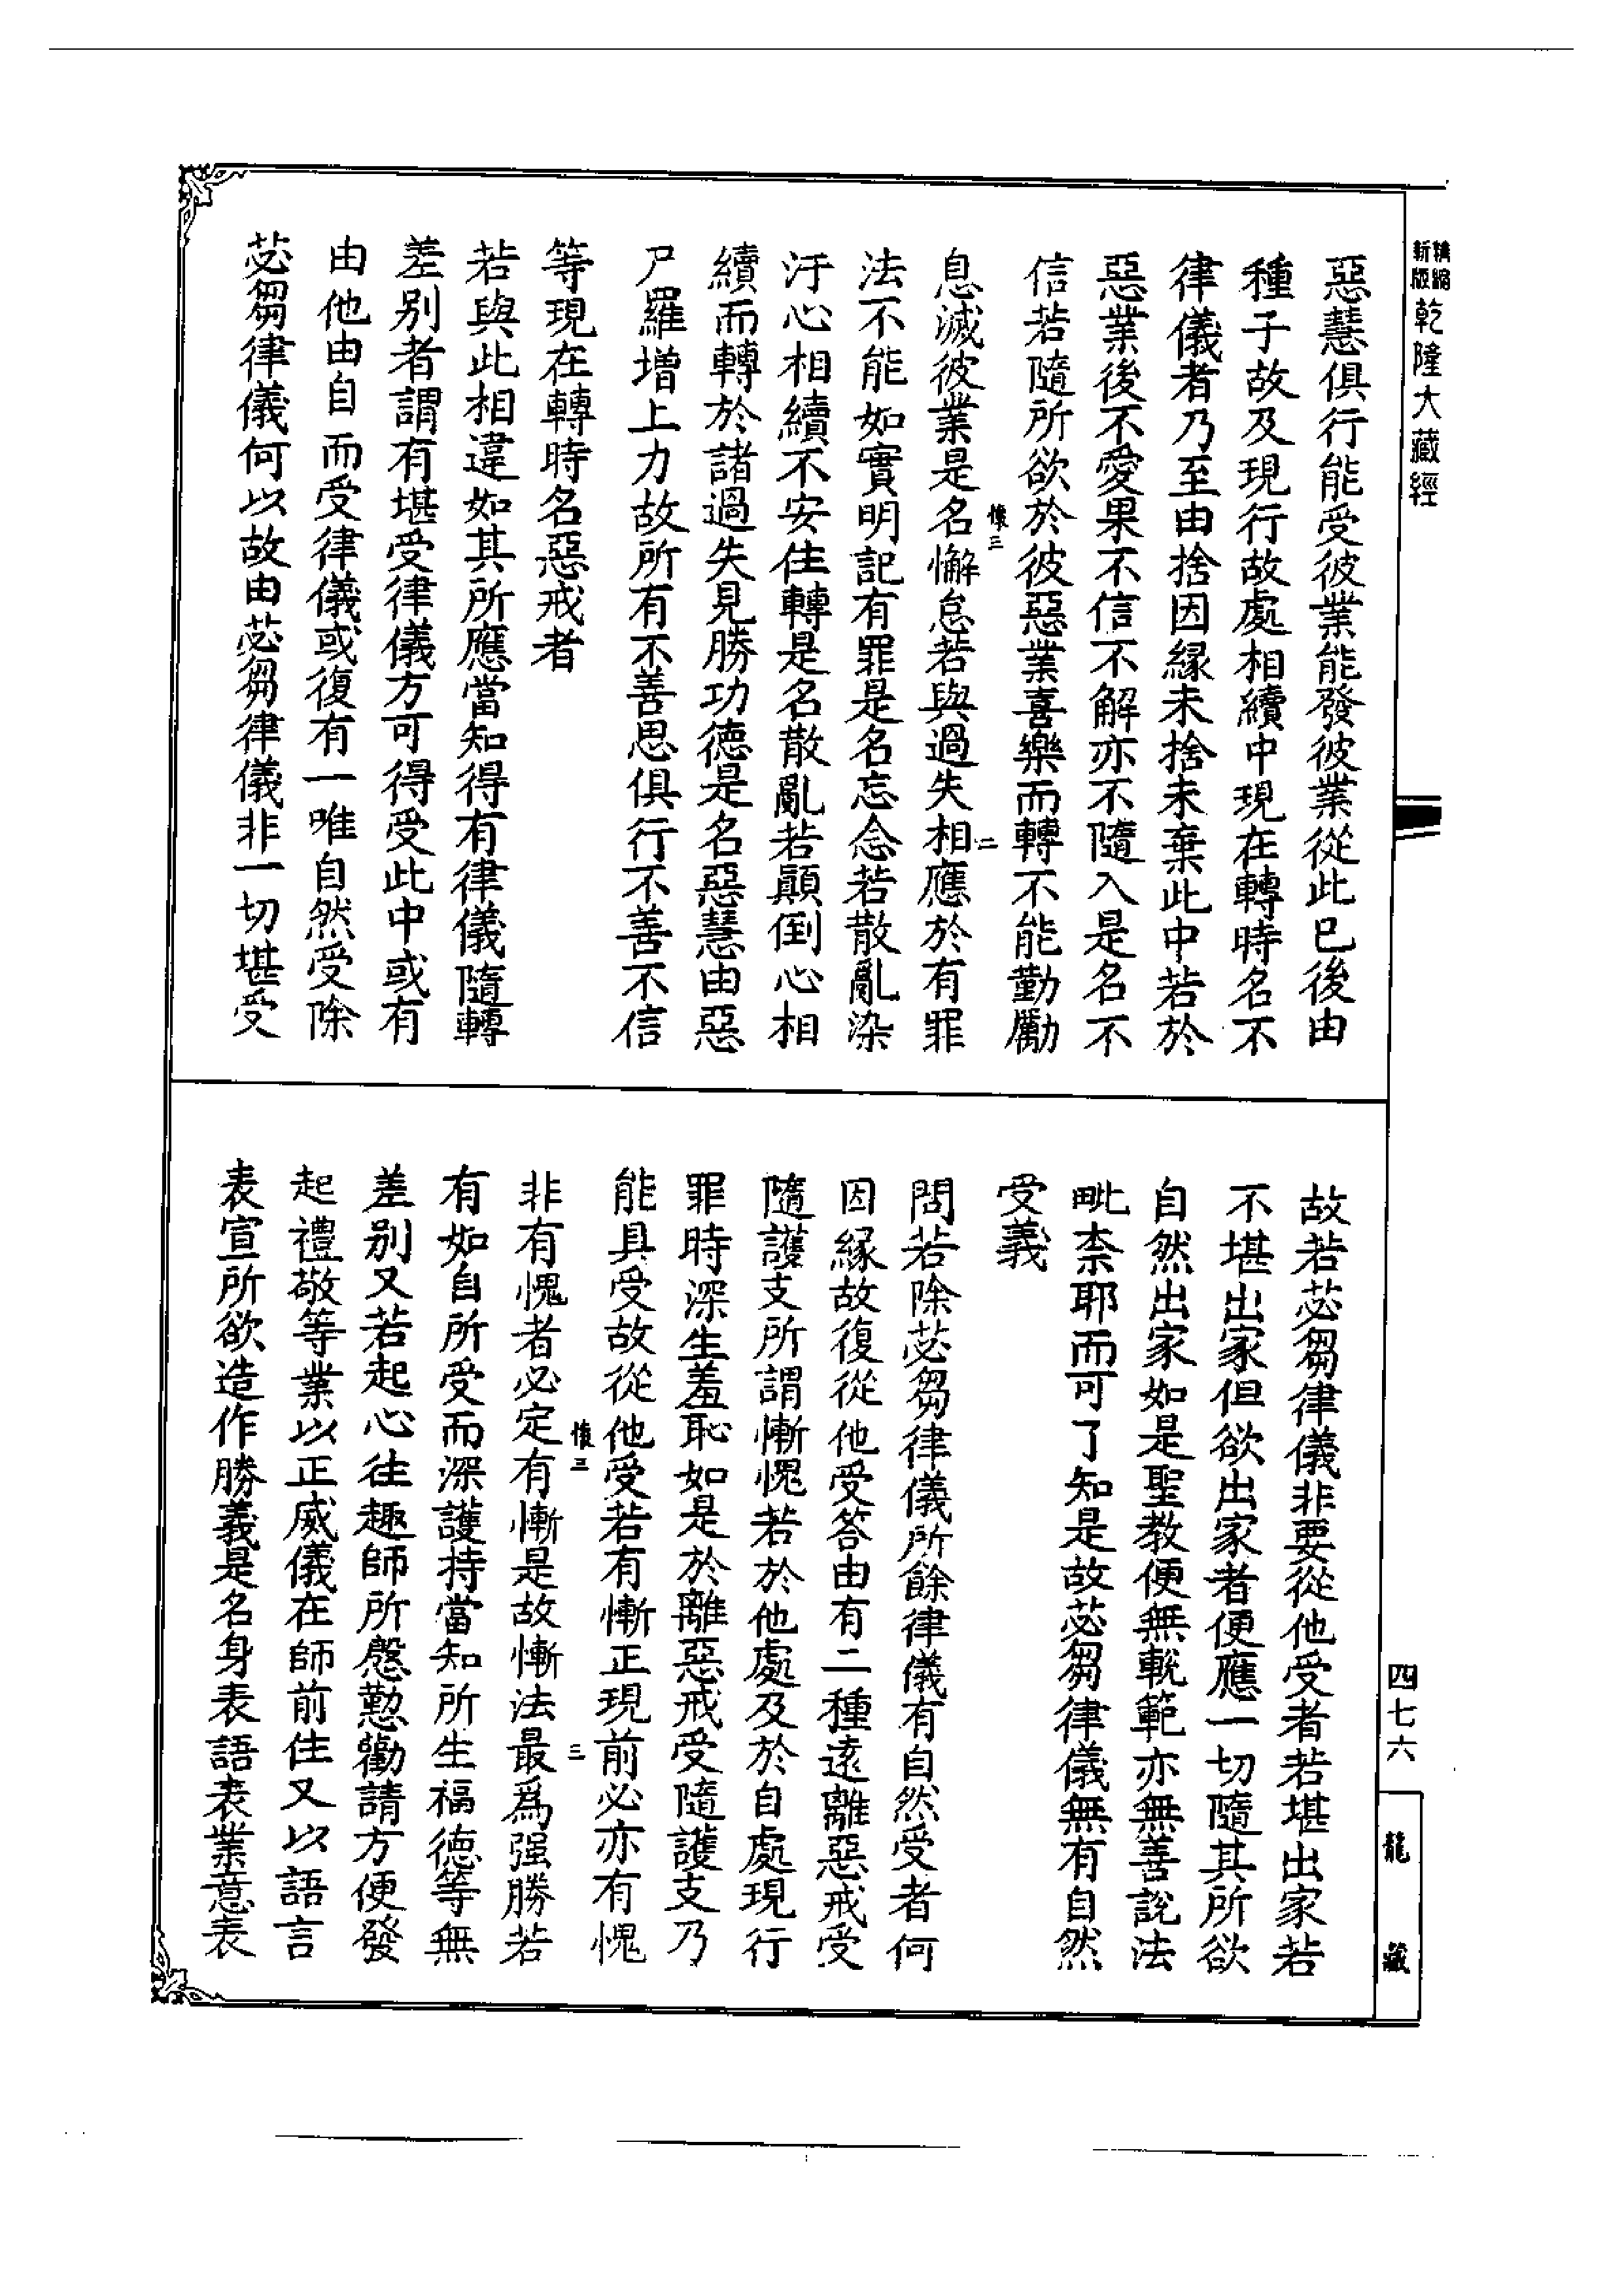 精縮
新版
乾隆大藏經
惡慧俱行能受彼業能發彼業從此已後由
種子故及現行故處相續中現在轉時名不
律儀者乃至由捨因緣未捨未棄此中若於
惡業後不愛果不信不解亦不隨入是名不
信若隨所欲於彼惡業喜樂而轉不能勤勵
懷三
二
息滅彼業是名懈怠若與過失相應於有罪
法不能如實明記有罪是名忘念若散亂染
汙心相續不安住轉是名散亂若顚倒心相
續而轉於諸過失見勝功德是名惡慧由惡
尸羅增上力故所有不善思俱行不善不信
等現在轉時名惡戒者
若與此相違如其所應當知得有律儀隨轉
差別者謂有堪受律儀方可得受此中或有
由他由自而受律儀或復有一唯自然受除
苾芻律儀何以故由苾芻律儀非一切堪受
故若苾芻律儀非要從他受者若堪出家若
不堪出家但欲出家者便應一切隨其所欲
自然出家如是聖教便無軌範亦無善說法
毗柰耶而可了知是故苾芻律儀無有自然
受義
問若除苾芻律儀所餘律儀有自然受者何
因緣故復從他受答由有二種遠離惡戒受
隨護支所謂慚愧若於他處及於自處現行
罪時深生羞恥如是於離惡戒受隨護支乃
能具受故從他受若有慚正現前必亦有愧
懷三
三
非有愧者必定有慚是故慚法最爲强勝若
有如自所受而深護持當知所生福德等無
差別又若起心往趣師所慇懃勸請方便發
起禮敬等業以正威儀在師前住又以語言
表宣所欲造作勝義是名身表語表業意表
四七六
龍藏